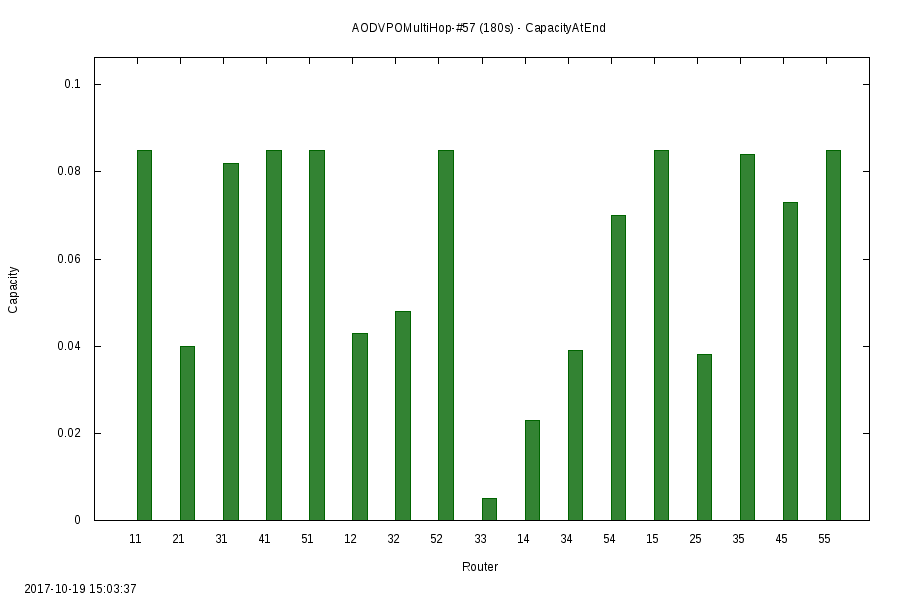 AODVPOMultiHop-#57 (180s) - CapacityAtEnd
0.1
0.08
0.06
0.04
0.02
0
Capacity
11 21 31 41 51 12 32 52 33 14 34 54 15 25 35 45 55
Router
2017-10-19 15:03:37